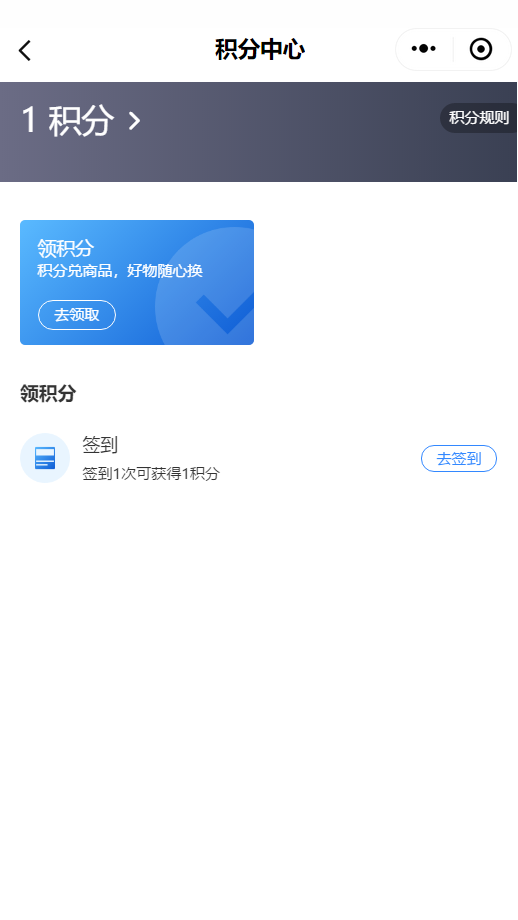 积分中心
1 积分
积分规则
领积分
积分兑商品，好物随心换
去领取
领积分
签到
签到1次可获得1积分
去签到